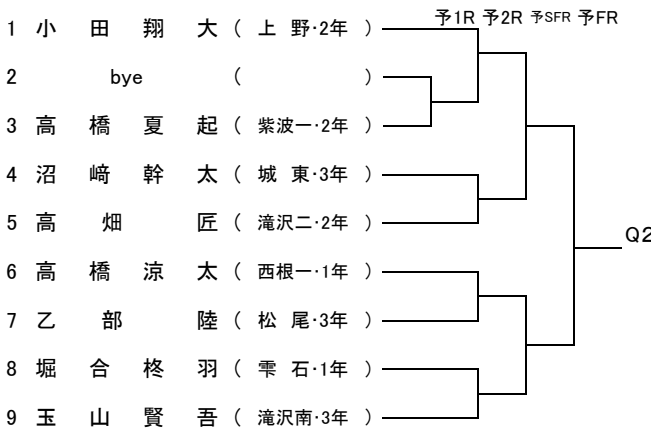 予1R 予2R 予SFR 予FR
1 小 田 翔 大 ( 上 野・2年 )
2 bye ( )
3 高 橋 夏 起 ( 紫波一・2年 )
4 沼 﨑 幹 太 ( 城 東・3年 )
5 高 畑 匠 ( 滝沢二・2年 )
Q2
6 高 橋 涼 太 ( 西根一・1年 )
7 乙 部 陸 ( 松 尾・3年 )
8 堀 合 柊 羽 ( 雫 石・1年 )
9 玉 山 賢 吾 ( 滝沢南・3年 )